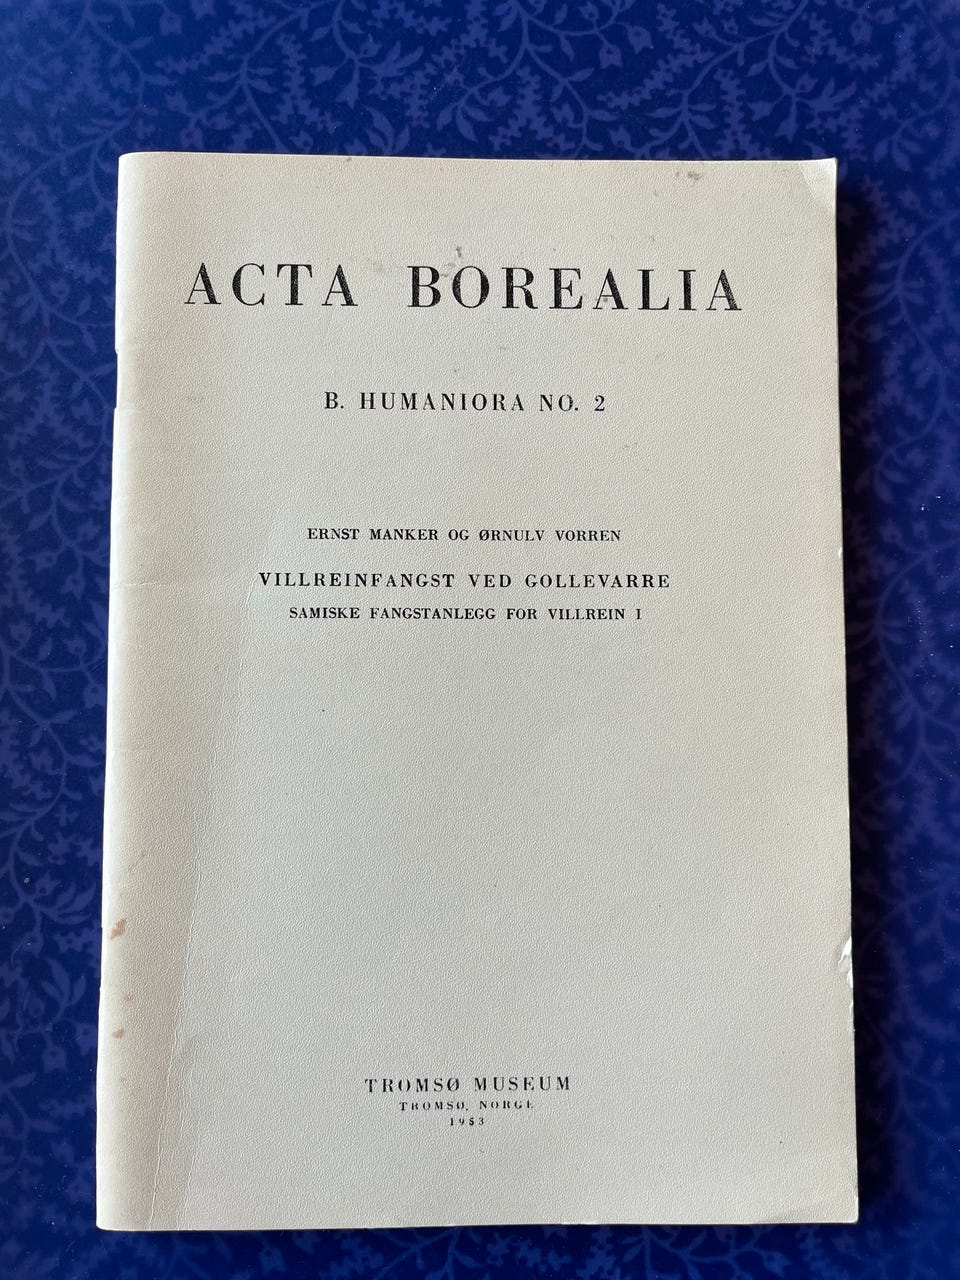 ACTA BOREALIA
B. HUMANIORA NO. 2
ERNST MANKER OG ØRNULV VORREN
VILLREINFANGST VED GOLLEVARRE
SAMISKE FANGSTANLEGG FOR VILLREIN I
TROMSØ MUSEUM
TROMSØ, NORGE
1953